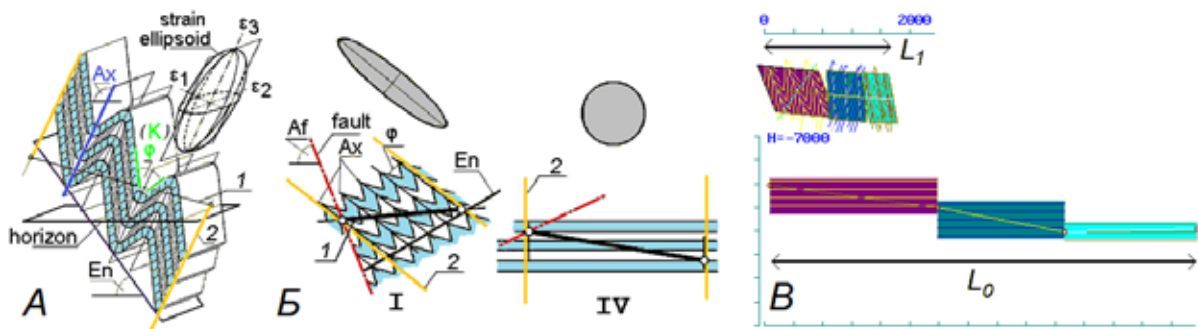 strain
ellipsoid
ε3
ε1
ε2
Ax
(K
φ
1
2
horizon
En
А
Af
fault
Ax
φ
En
1
2
I
Б
2
IV
0
2000
L1
H=-7000
L0
В